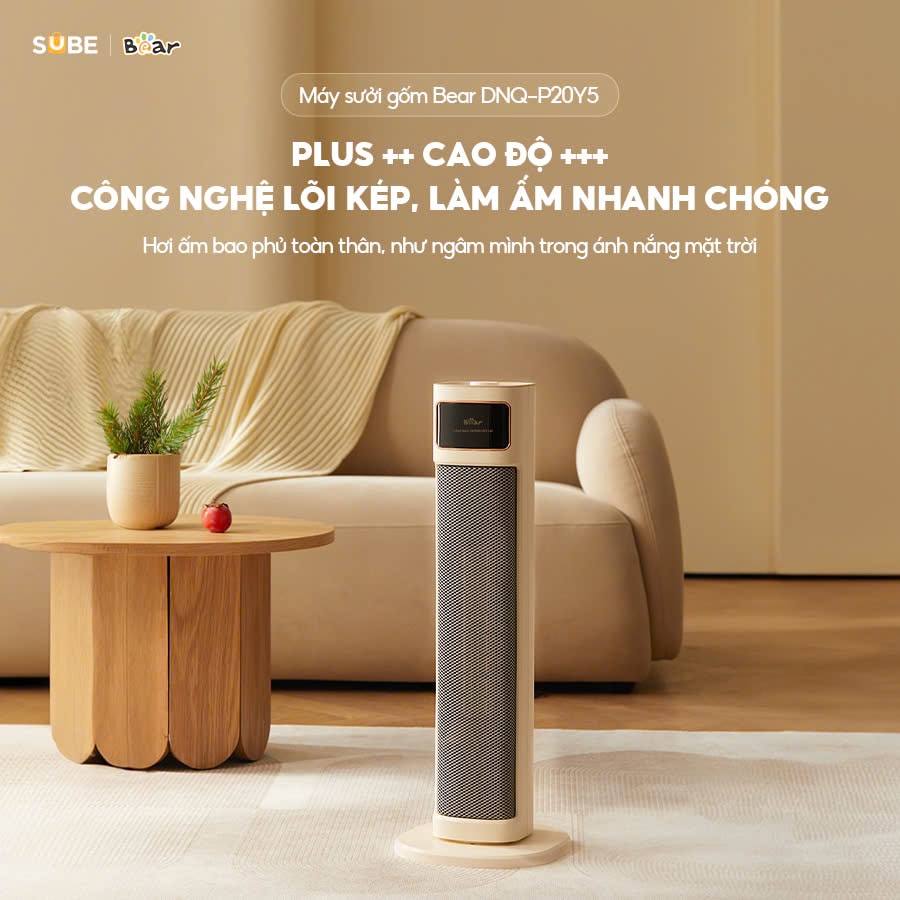 SUBE | Bear
Máy sưởi gốm Bear DNQ-P20Y5
PLUS ++ CAO ĐỘ +++
CÔNG NGHỆ LÕI KÉP, LÀM ẤM NHANH CHÓNG
Hơi ấm bao phủ toàn thân, như ngâm mình trong ánh nắng mặt trời
Bear